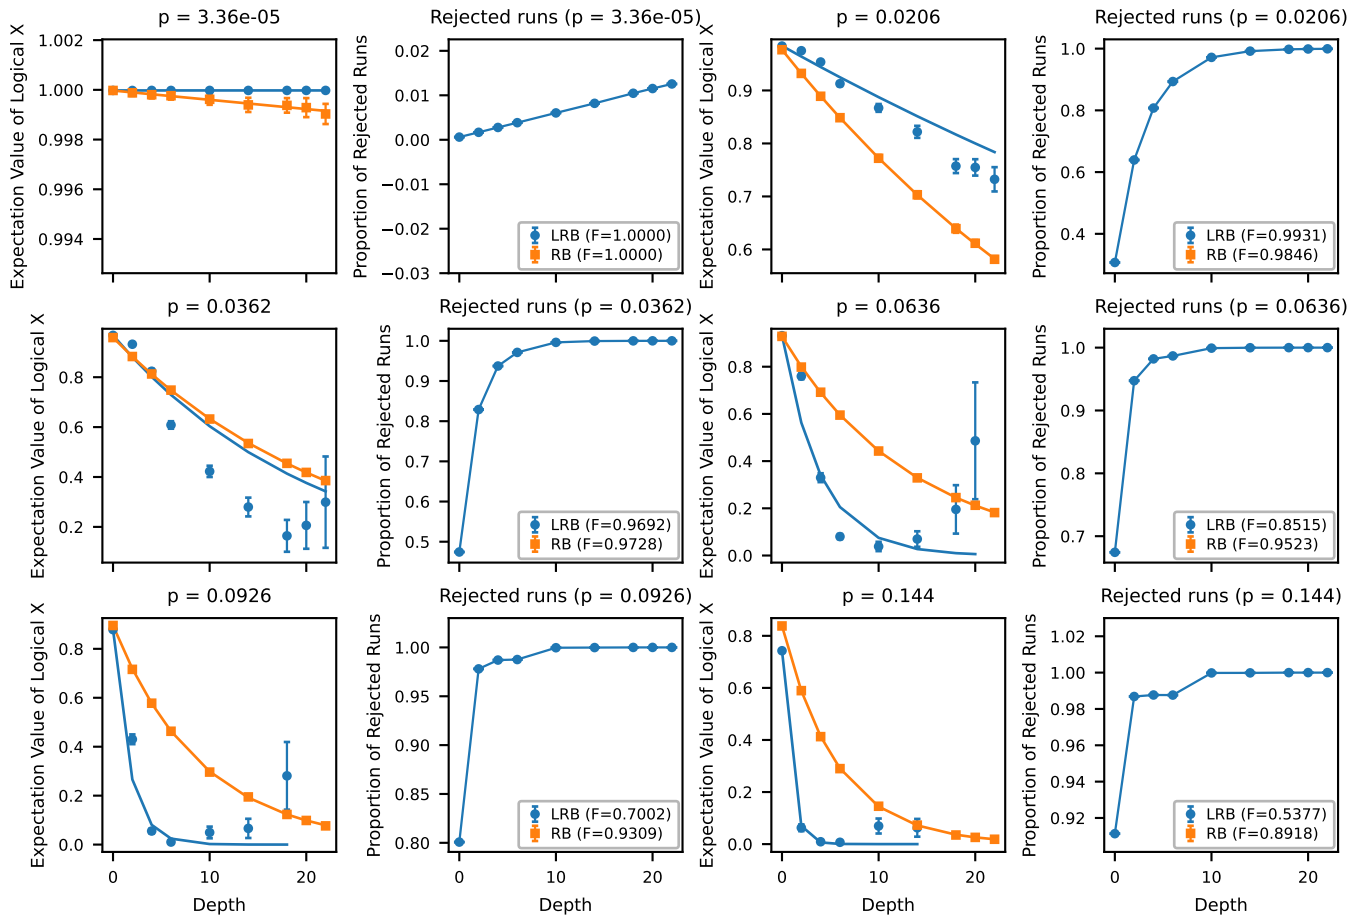 p = 3.36e-05
Expectation Value of Logical X
1.002
1.000
0.998
0.996
0.994
Rejected runs (p = 3.36e-05)
Proportion of Rejected Runs
0.02
0.01
0.00
−0.01
−0.02
−0.03
LRB (F=1.0000)
RB (F=1.0000)
p = 0.0206
Expectation Value of Logical X
0.9
0.8
0.7
0.6
Rejected runs (p = 0.0206)
Proportion of Rejected Runs
1.0
0.8
0.6
0.4
LRB (F=0.9931)
RB (F=0.9846)
p = 0.0362
Expectation Value of Logical X
0.8
0.6
0.4
0.2
Rejected runs (p = 0.0362)
Proportion of Rejected Runs
1.0
0.9
0.8
0.7
0.6
0.5
LRB (F=0.9692)
RB (F=0.9728)
p = 0.0636
Expectation Value of Logical X
0.8
0.6
0.4
0.2
0.0
Rejected runs (p = 0.0636)
Proportion of Rejected Runs
1.0
0.9
0.8
0.7
LRB (F=0.8515)
RB (F=0.9523)
p = 0.0926
Expectation Value of Logical X
0.8
0.6
0.4
0.2
0.0
0 10 20
Depth
Rejected runs (p = 0.0926)
Proportion of Rejected Runs
1.00
0.95
0.90
0.85
0.80
LRB (F=0.7002)
RB (F=0.9309)
0 10 20
Depth
p = 0.144
Expectation Value of Logical X
0.8
0.6
0.4
0.2
0.0
0 10 20
Depth
Rejected runs (p = 0.144)
Proportion of Rejected Runs
1.02
1.00
0.98
0.96
0.94
0.92
LRB (F=0.5377)
RB (F=0.8918)
0 10 20
Depth